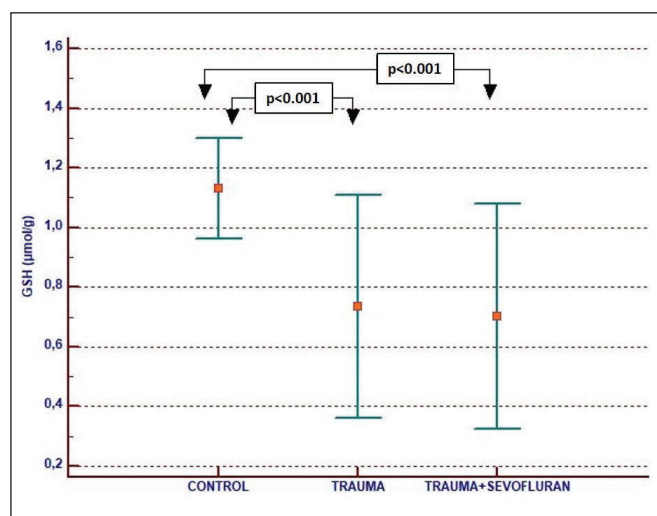 1,6
p<0.001
1,4
p<0.001
1,2
1,0
GSH (µmol/g)
0,8
0,6
0,4
0,2
CONTROL TRAUMA TRAUMA+SEVOFLURAN